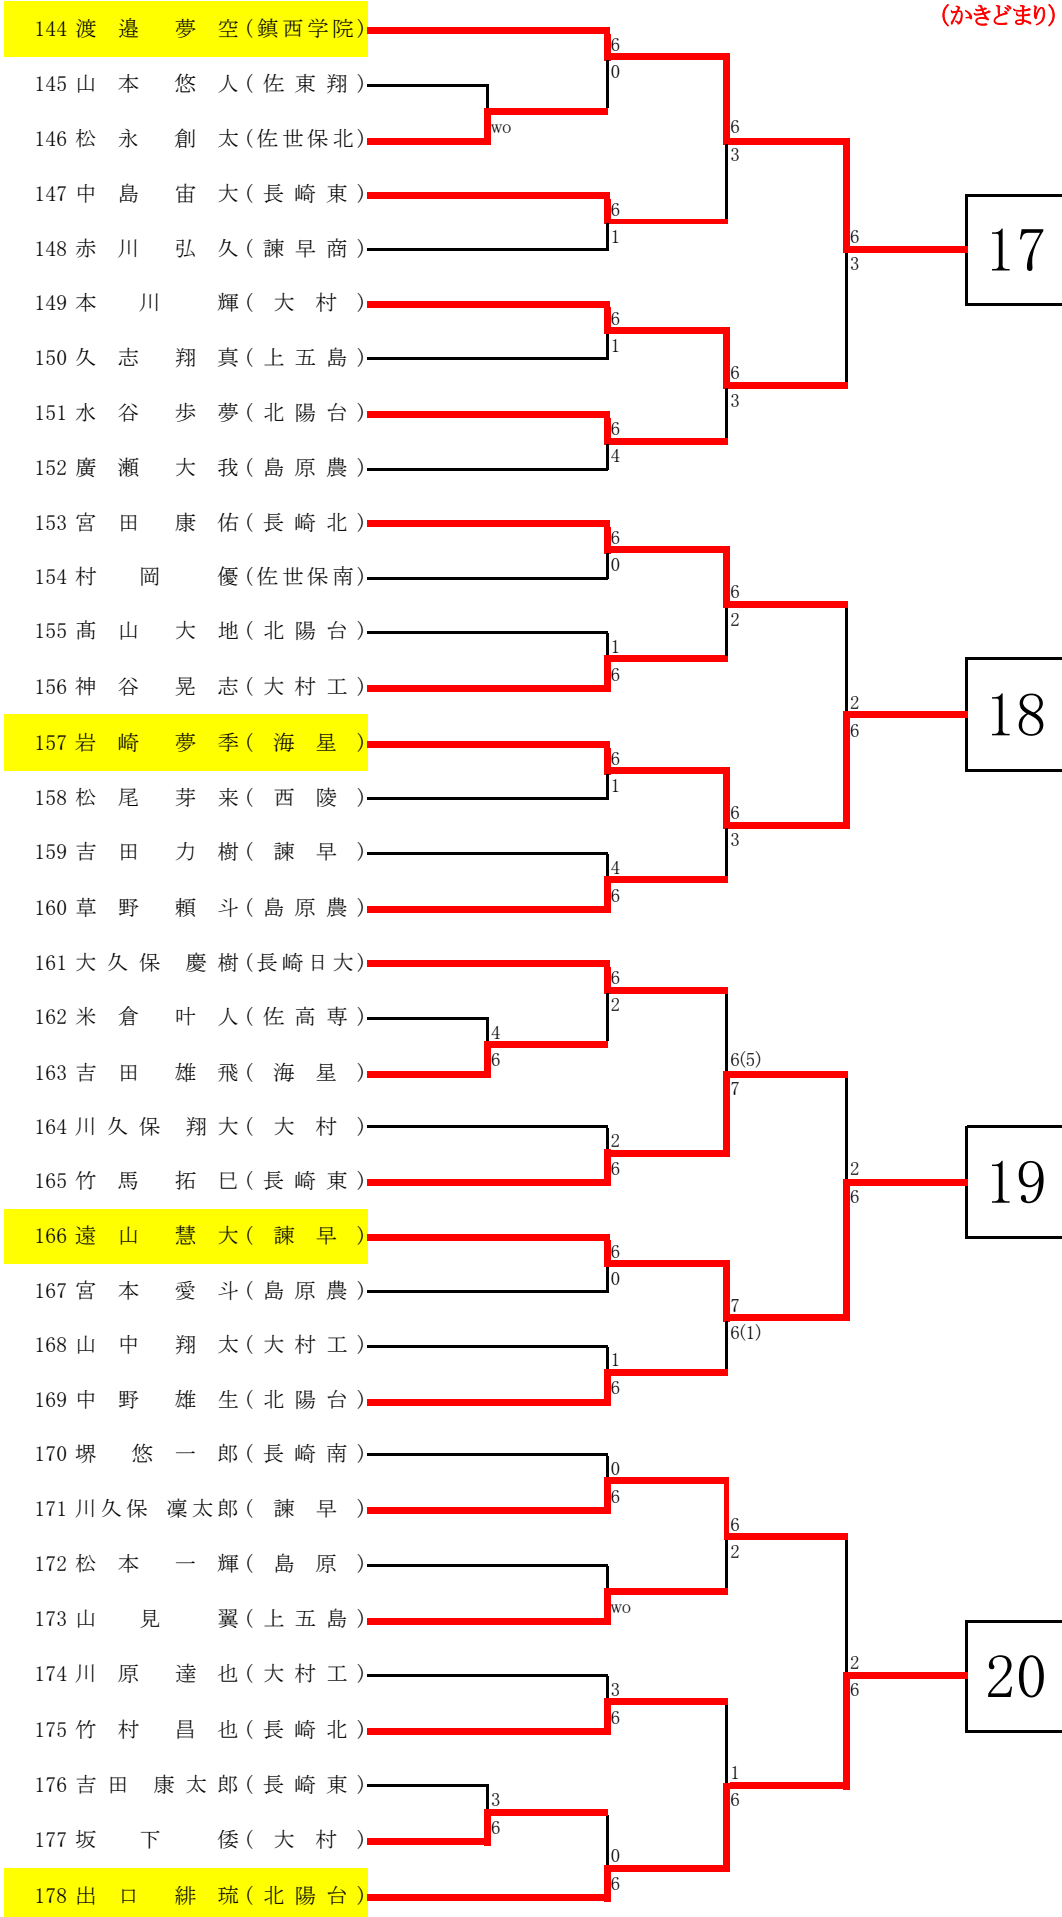 (かきどまり)
144 渡邉 夢空(鎮西学院)
6
0
145 山本 悠人(佐東翔)
wo
146 松永 創太(佐世保北)
6
3
147 中島 宙大(長崎東)
6
1
148 赤川 弘久(諫早商)
6
3
17
149 本川 輝(大村)
6
1
150 久志 翔真(上五島)
6
3
151 水谷 歩夢(北陽台)
6
4
152 廣瀬 大我(島原農)
153 宮田 康佑(長崎北)
6
0
154 村岡 優(佐世保南)
6
2
155 髙山 大地(北陽台)
1
6
156 神谷 晃志(大村工)
2
6
18
157 岩崎 夢季(海星)
6
1
158 松尾 芽来(西陵)
6
3
159 吉田 力樹(諫早)
4
6
160 草野 頼斗(島原農)
161 大久保 慶樹(長崎日大)
6
2
162 米倉 叶人(佐高専)
4
6
163 吉田 雄飛(海星)
6(5)
7
164 川久保 翔大(大村)
2
6
165 竹馬 拓巳(長崎東)
2
6
19
166 遠山 慧大(諫早)
6
0
167 宮本 愛斗(島原農)
7
6(1)
168 山中 翔太(大村工)
1
6
169 中野 雄生(北陽台)
170 堺 悠一郎(長崎南)
0
6
171 川久保 凜太郎(諫早)
6
2
172 松本 一輝(島原)
wo
173 山見 翼(上五島)
2
6
20
174 川原 達也(大村工)
3
6
175 竹村 昌也(長崎北)
1
6
176 吉田 康太郎(長崎東)
3
6
177 坂下 倭(大村)
0
6
178 出口 緋琉(北陽台)